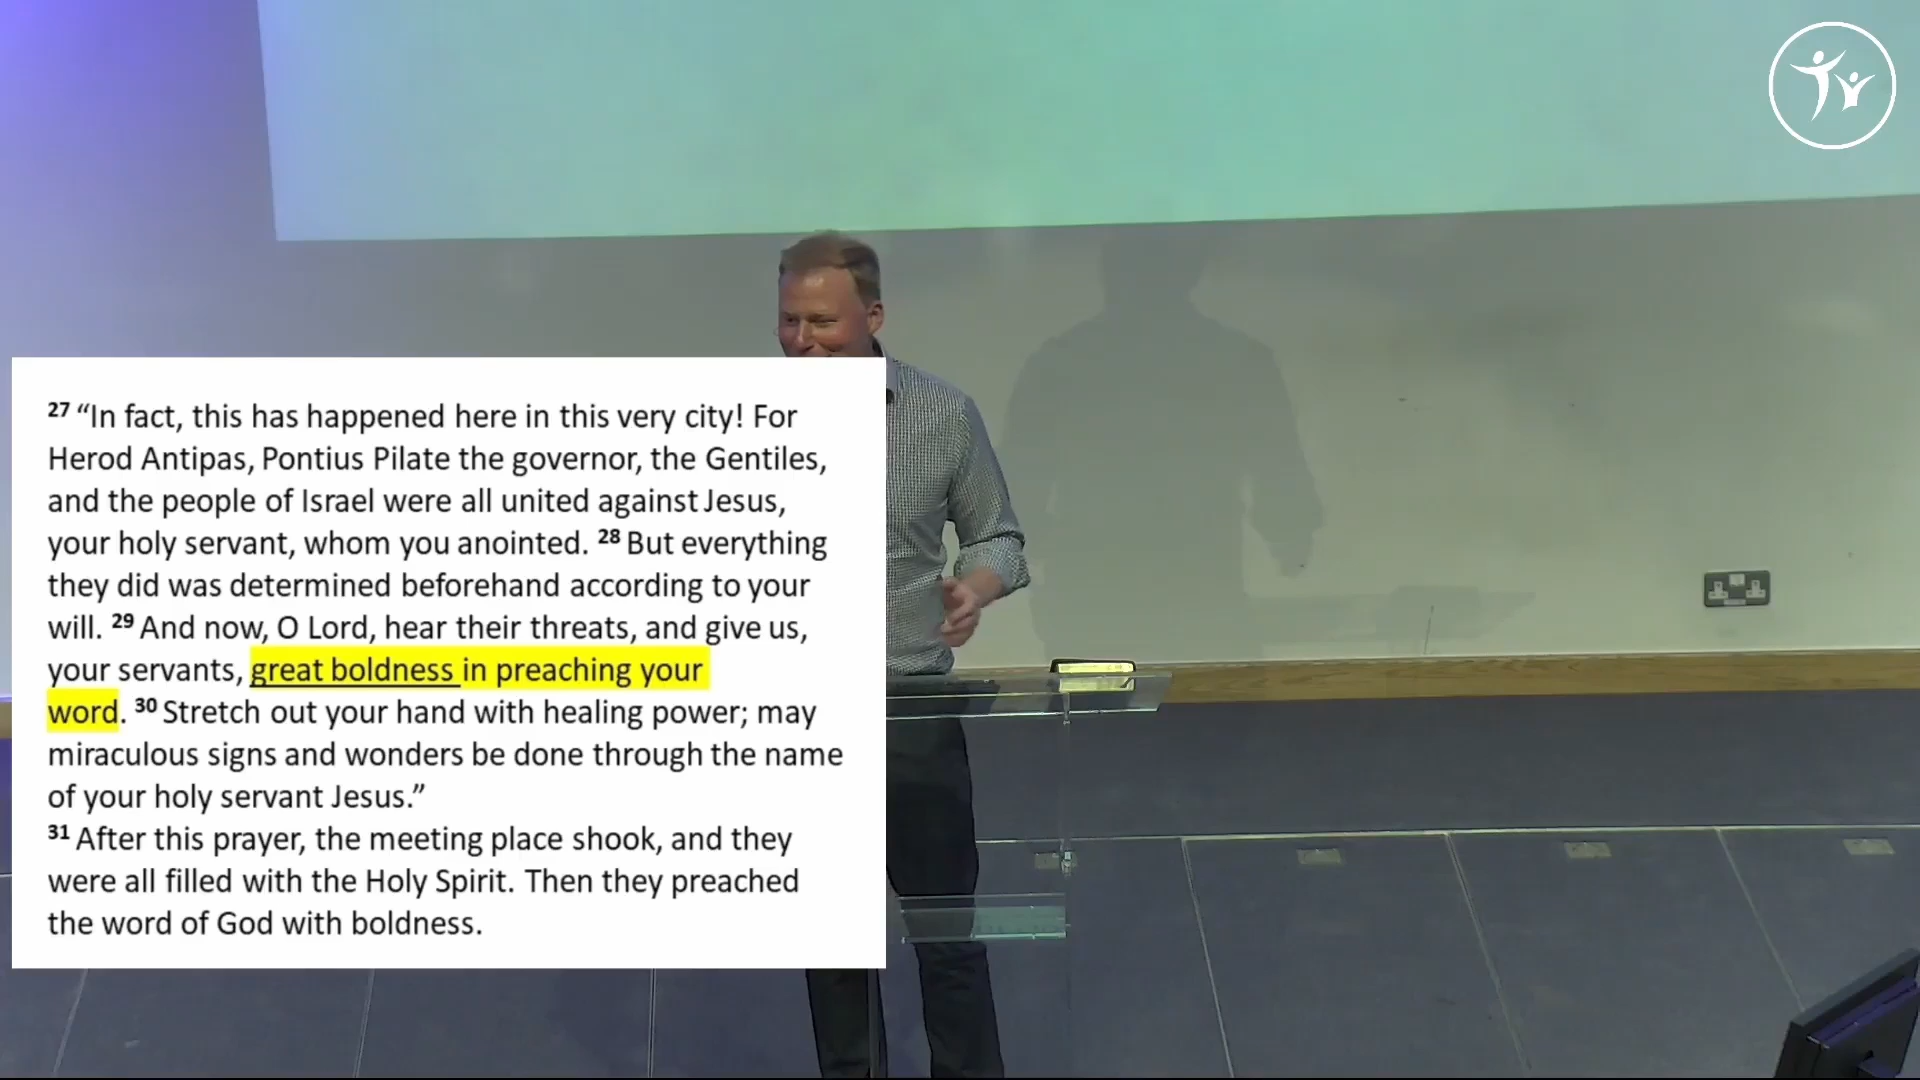 27 “In fact, this has happened here in this very city! For
Herod Antipas, Pontius Pilate the governor, the Gentiles,
and the people of Israel were all united against Jesus,
your holy servant, whom you anointed. 28 But everything
they did was determined beforehand according to your
will. 29 And now, O Lord, hear their threats, and give us,
your servants, great boldness in preaching your
word. 30 Stretch out your hand with healing power; may
miraculous signs and wonders be done through the name
of your holy servant Jesus.”
31 After this prayer, the meeting place shook, and they
were all filled with the Holy Spirit. Then they preached
the word of God with boldness.